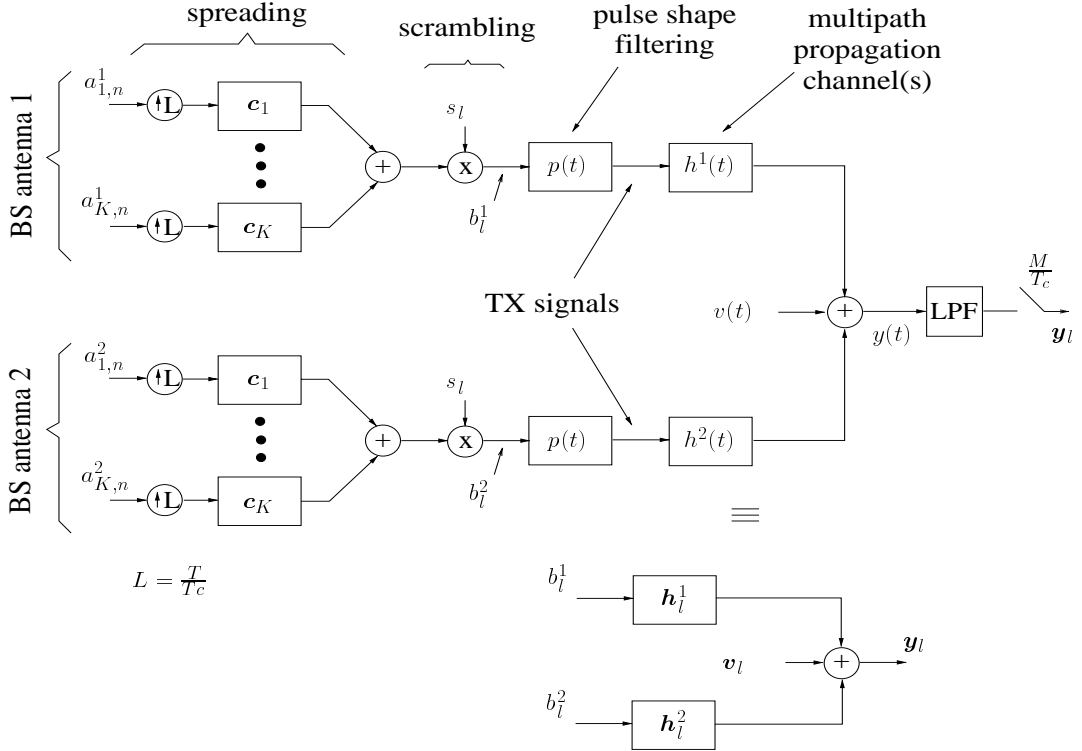 spreading
scrambling
pulse shape
filtering
multipath
propagation
channel(s)
BS antenna 1
a^1_{1,n}
L
c_1
s_l
+
x
p(t)
h^1(t)
b^1_l
a^1_{K,n}
L
c_K
TX signals
v(t)
+
y(t)
LPF
M/T_c
y_l
BS antenna 2
a^2_{1,n}
L
c_1
s_l
+
x
p(t)
h^2(t)
b^2_l
a^2_{K,n}
L
c_K
≡
L = T/Tc
b^1_l
h^1_l
v_l
+
y_l
b^2_l
h^2_l